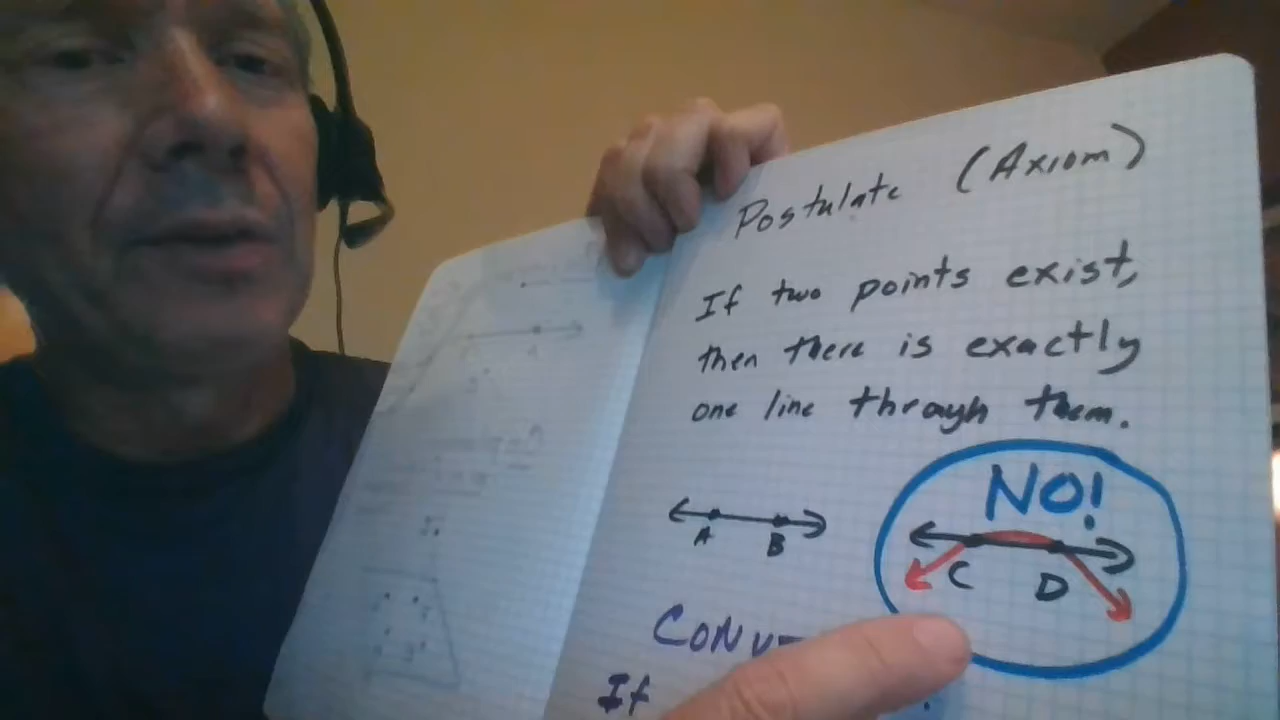 Postulate (Axiom)
If two points exist,
then there is exactly
one line through them.
NO!
A B
C D
If